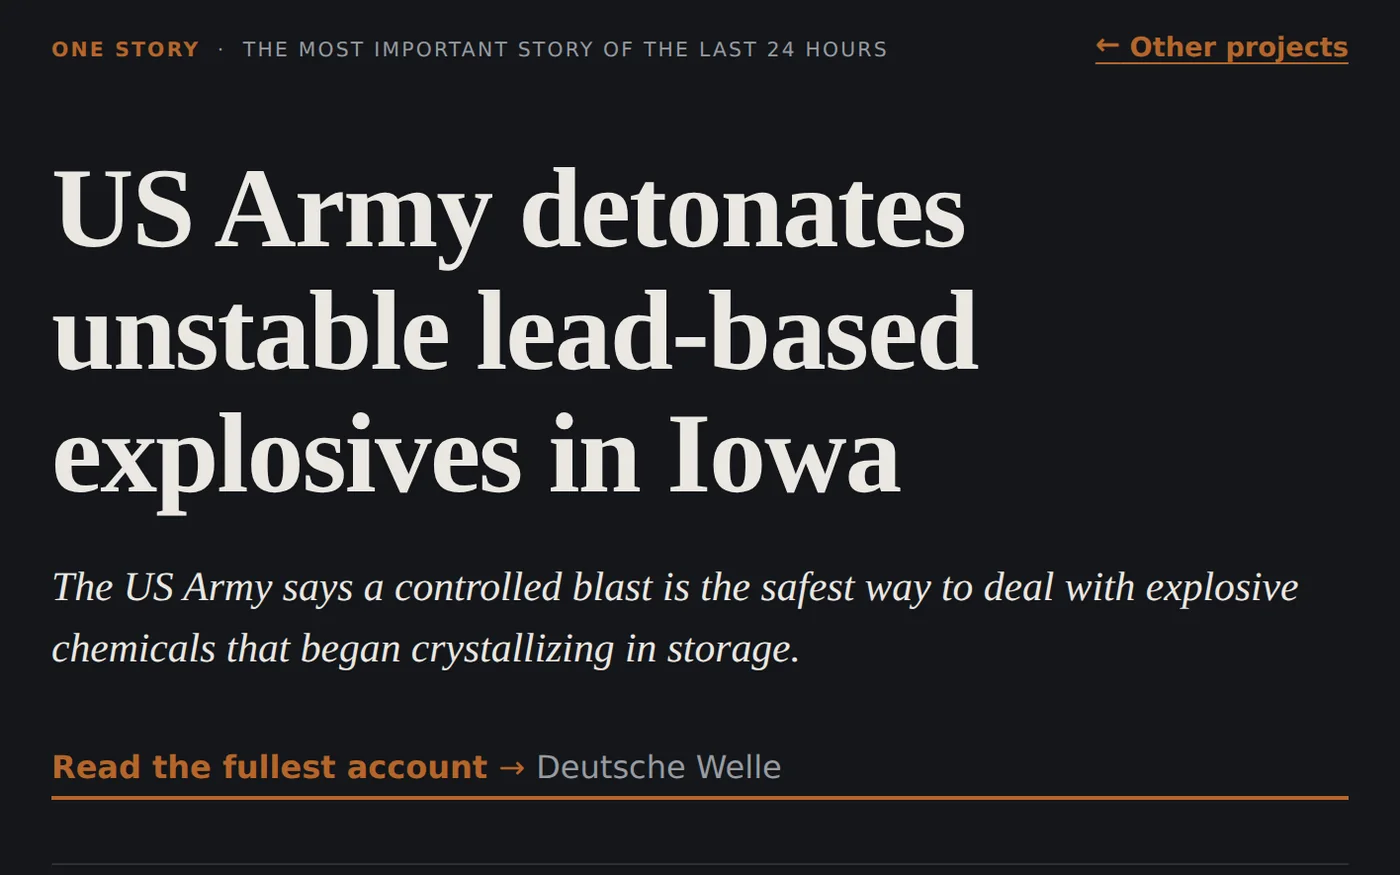 ONE STORY · THE MOST IMPORTANT STORY OF THE LAST 24 HOURS
← Other projects
US Army detonates
unstable lead-based
explosives in Iowa
The US Army says a controlled blast is the safest way to deal with explosive
chemicals that began crystallizing in storage.
Read the fullest account → Deutsche Welle